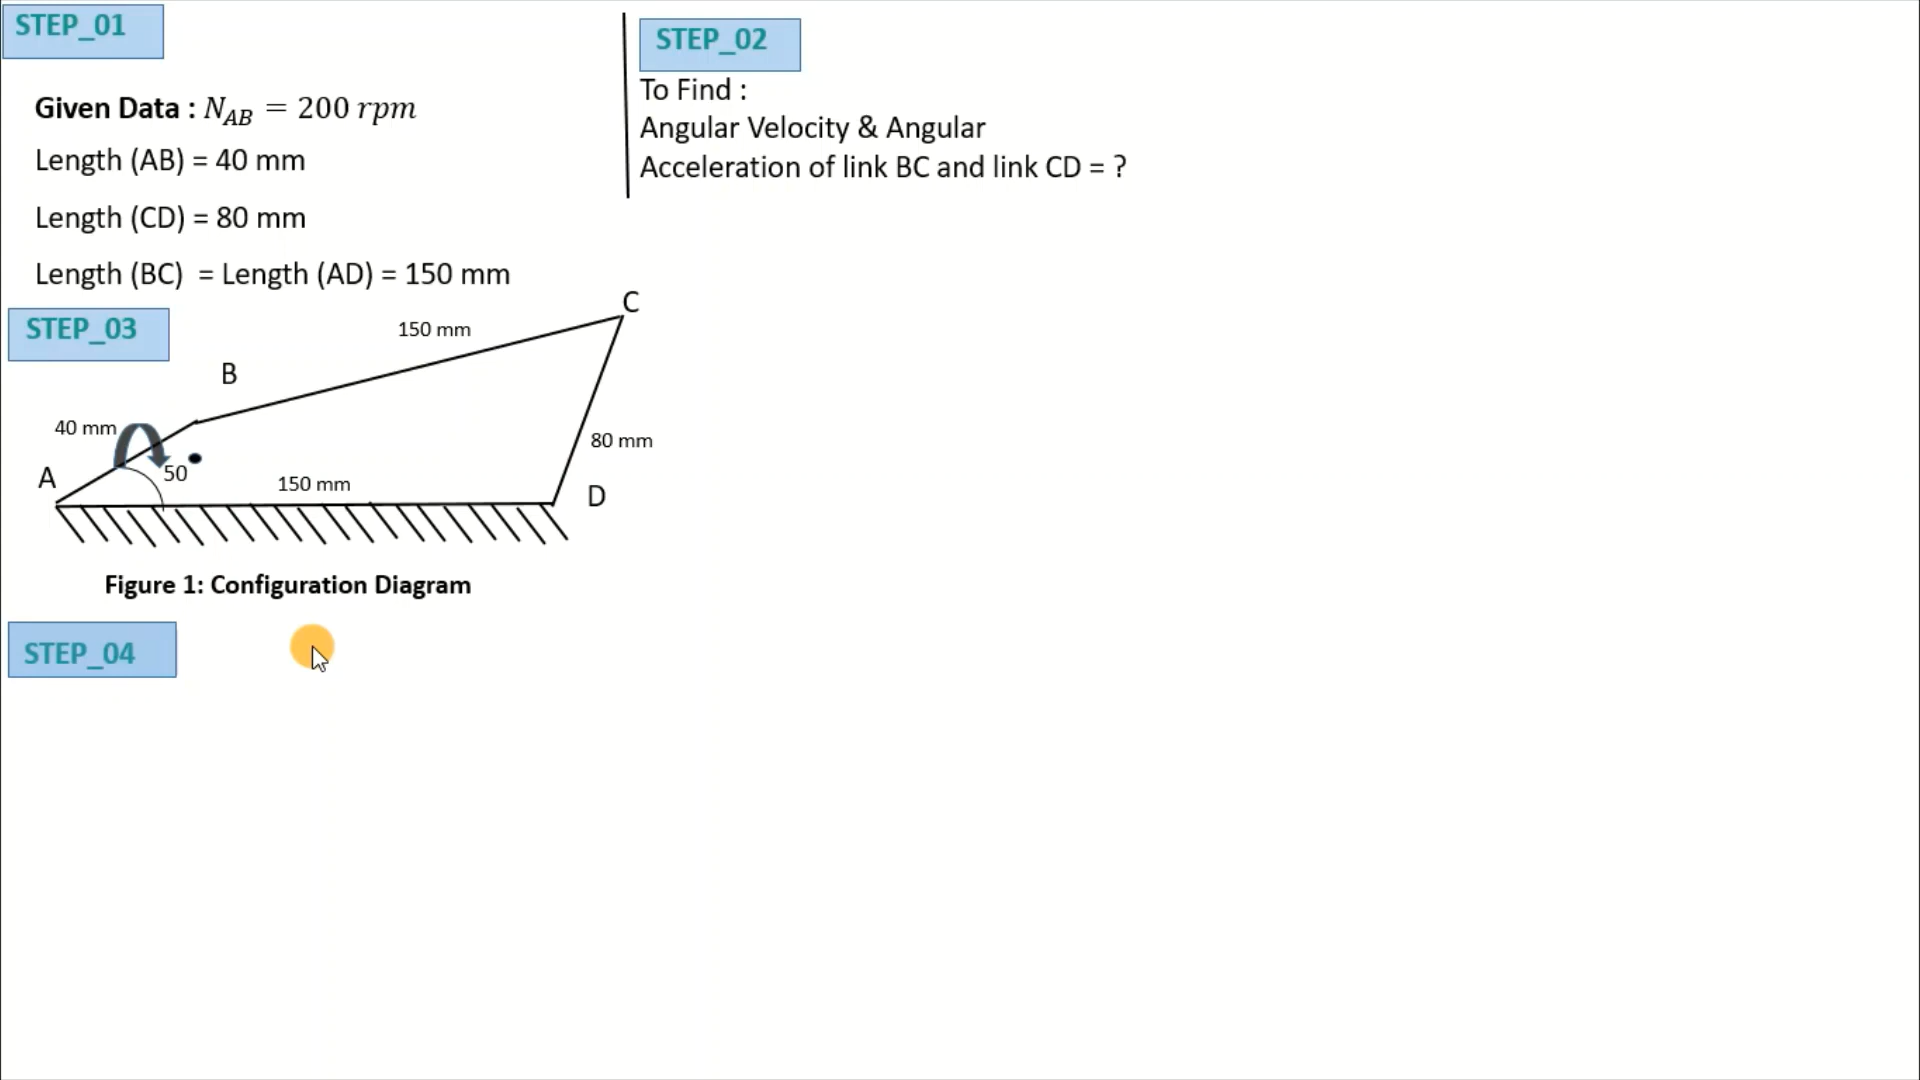 STEP_01
Given Data : N_AB = 200 rpm
Length (AB) = 40 mm
Length (CD) = 80 mm
Length (BC) = Length (AD) = 150 mm
STEP_02
To Find :
Angular Velocity & Angular
Acceleration of link BC and link CD = ?
STEP_03
C
150 mm
B
40 mm
80 mm
A
50
150 mm
D
Figure 1: Configuration Diagram
STEP_04